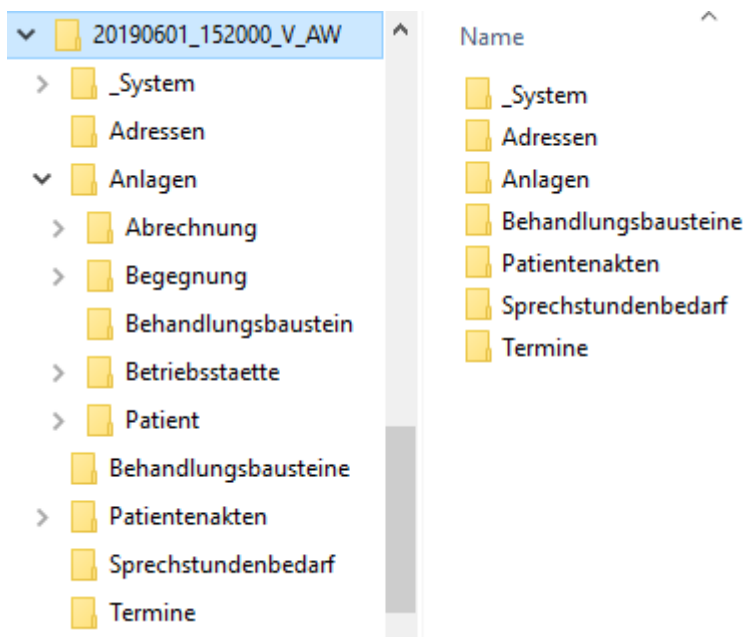 20190601_152000_V_AW
_System
Adressen
Anlagen
Abrechnung
Begegnung
Behandlungsbaustein
Betriebsstaette
Patient
Behandlungsbausteine
Patientenakten
Sprechstundenbedarf
Termine
Name
_System
Adressen
Anlagen
Behandlungsbausteine
Patientenakten
Sprechstundenbedarf
Termine